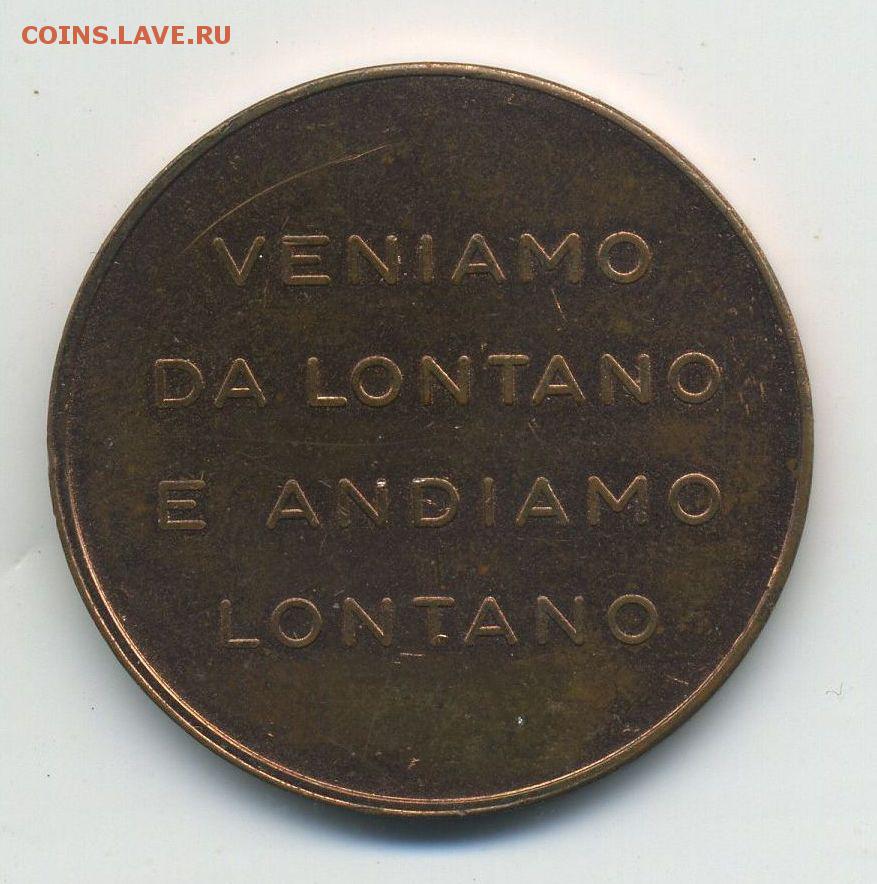 COINS.LAVE.RU
VENIAMO
DA LONTANO
E ANDIAMO
LONTANO